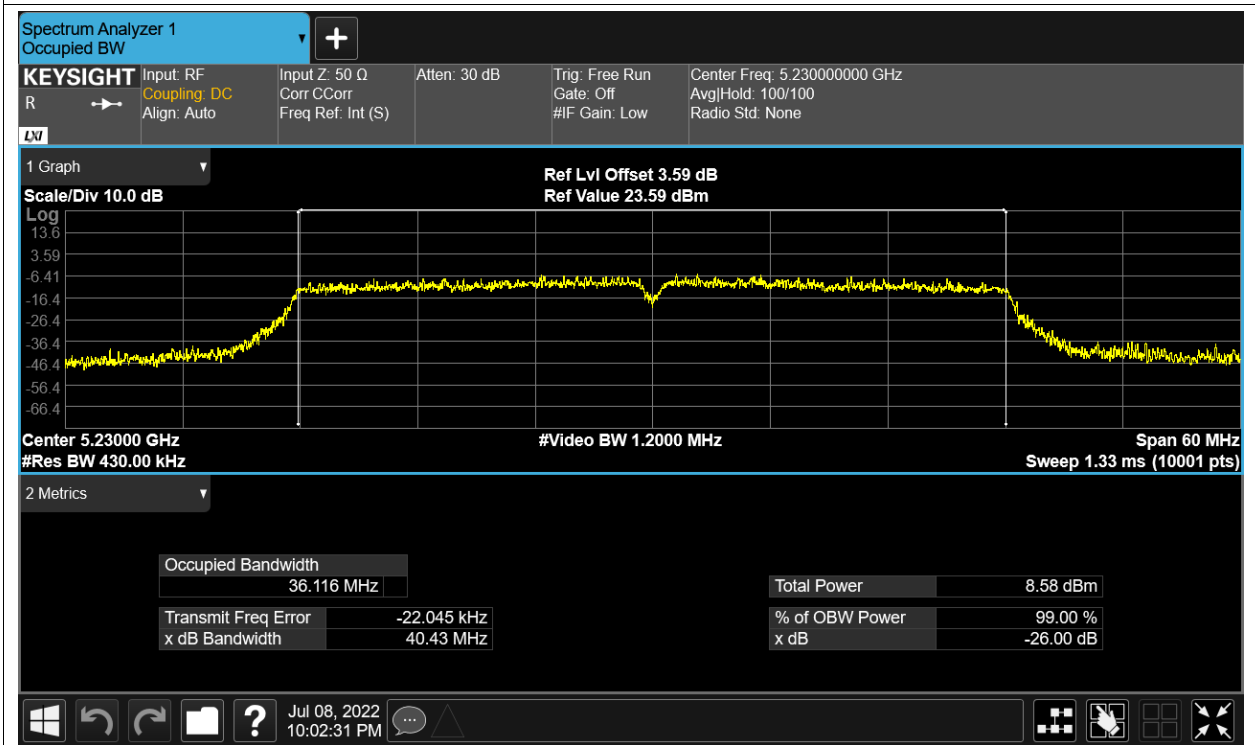 Spectrum Analyzer 1
Occupied BW
KEYSIGHT
R
LXI
Input: RF
Coupling: DC
Align: Auto
Input Z: 50 Ω
Corr CCorr
Freq Ref: Int (S)
Atten: 30 dB
Trig: Free Run
Gate: Off
#IF Gain: Low
Center Freq: 5.230000000 GHz
Avg|Hold: 100/100
Radio Std: None
1 Graph
Scale/Div 10.0 dB
Ref Lvl Offset 3.59 dB
Ref Value 23.59 dBm
Log
13.6
3.59
-6.41
-16.4
-26.4
-36.4
-46.4
-56.4
-66.4
Center 5.23000 GHz
#Video BW 1.2000 MHz
Span 60 MHz
#Res BW 430.00 kHz
Sweep 1.33 ms (10001 pts)
2 Metrics
Occupied Bandwidth
36.116 MHz
Total Power 8.58 dBm
Transmit Freq Error -22.045 kHz
% of OBW Power 99.00 %
x dB Bandwidth 40.43 MHz
x dB -26.00 dB
?
Jul 08, 2022
10:02:31 PM